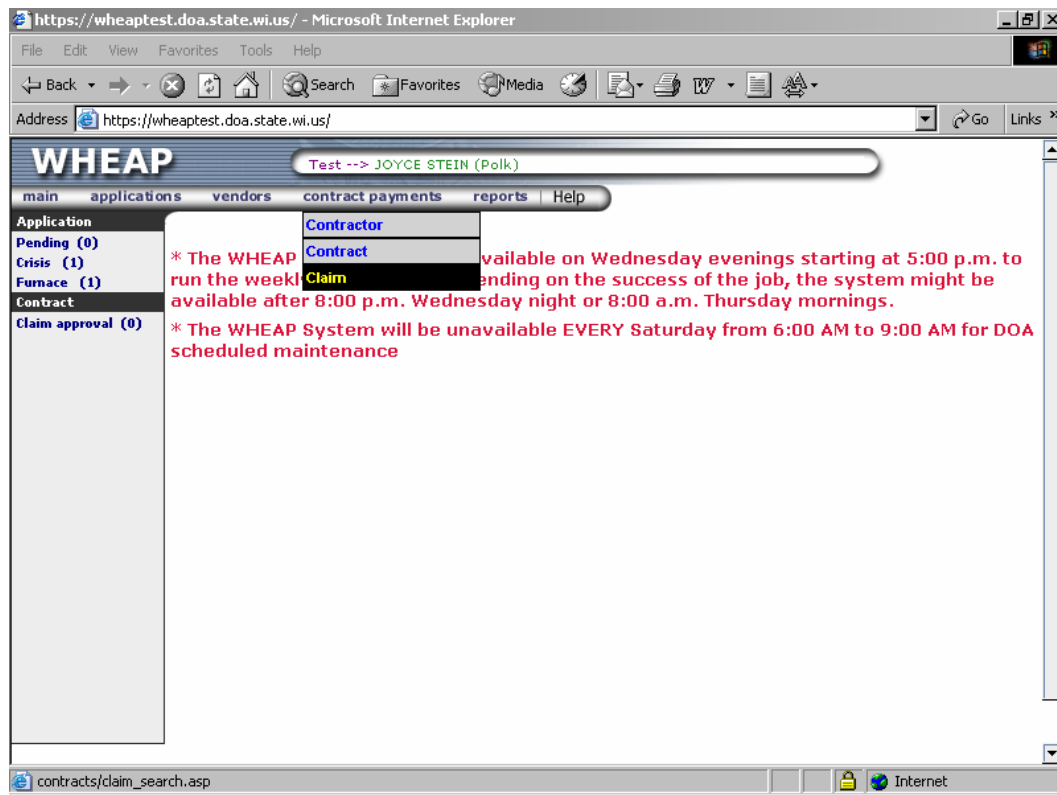 https://wheaptest.doa.state.wi.us/ - Microsoft Internet Explorer
File Edit View Favorites Tools Help
Back Search Favorites Media
Address https://wheaptest.doa.state.wi.us/ Go Links »
WHEAP Test --> JOYCE STEIN (Polk)
main applications vendors contract payments reports | Help
Application
Pending (0)
Crisis (1)
Furnace (1)
Contract
Claim approval (0)
Contractor
Contract
Claim
* The WHEAP vailable on Wednesday evenings starting at 5:00 p.m. to
run the weekl ending on the success of the job, the system might be
available after 8:00 p.m. Wednesday night or 8:00 a.m. Thursday mornings.
* The WHEAP System will be unavailable EVERY Saturday from 6:00 AM to 9:00 AM for DOA
scheduled maintenance
contracts/claim_search.asp Internet